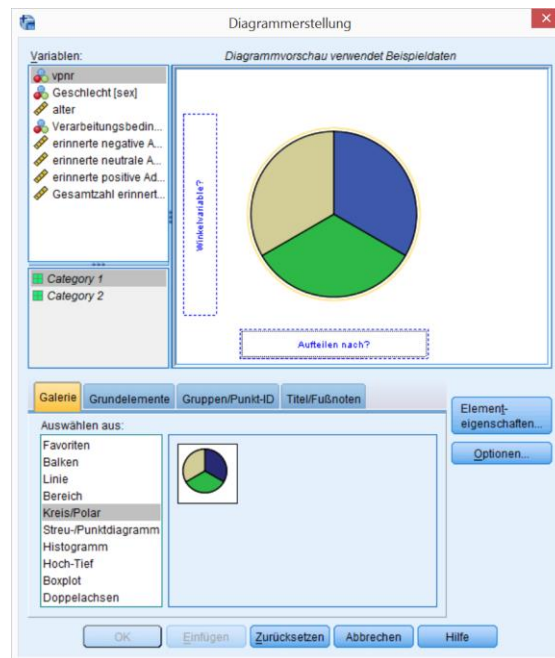 Diagrammerstellung
Variablen:
Diagrammvorschau verwendet Beispieldaten
vpnr
Geschlecht [sex]
alter
Verarbeitungsbedin...
erinnerte negative A...
erinnerte neutrale A...
erinnerte positive Ad...
Gesamtzahl erinnert...
Category 1
Category 2
Winkelvariable?
Aufteilen nach?
Galerie Grundelemente Gruppen/Punkt-ID Titel/Fußnoten
Auswählen aus:
Favoriten
Balken
Linie
Bereich
Kreis/Polar
Streu-/Punktdiagramm
Histogramm
Hoch-Tief
Boxplot
Doppelachsen
Element-
eigenschaften...
Optionen...
OK Einfügen Zurücksetzen Abbrechen Hilfe